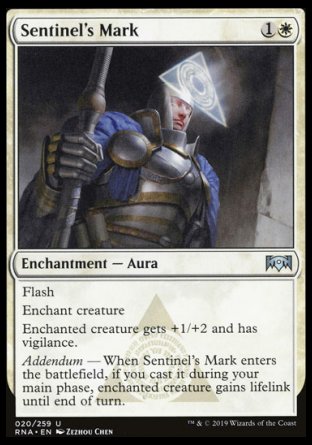 Sentinel's Mark 1
Enchantment — Aura
Flash
Enchant creature
Enchanted creature gets +1/+2 and has
vigilance.
Addendum — When Sentinel's Mark enters
the battlefield, if you cast it during your
main phase, enchanted creature gains lifelink
until end of turn.
020/259 U
RNA • EN Zezhou Chen ™ & © 2019 Wizards of the Coast